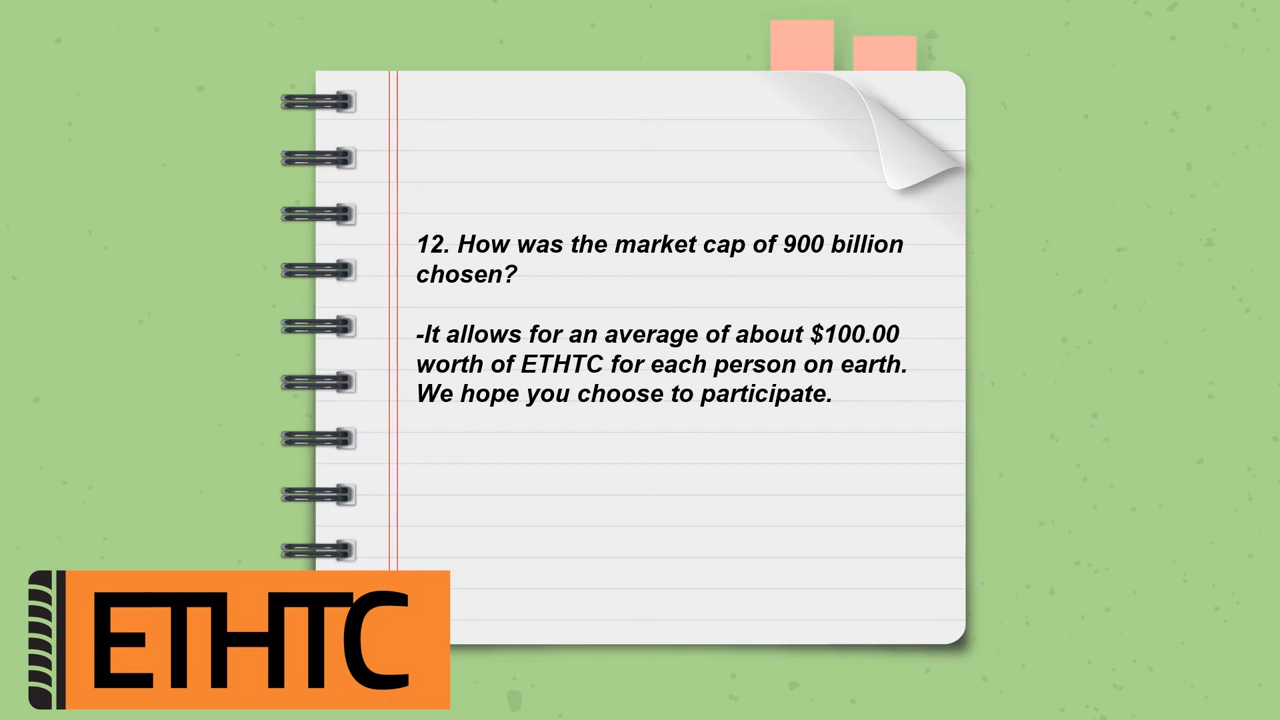 12. How was the market cap of 900 billion
chosen?
-It allows for an average of about $100.00
worth of ETHTC for each person on earth.
We hope you choose to participate.
ETHTC